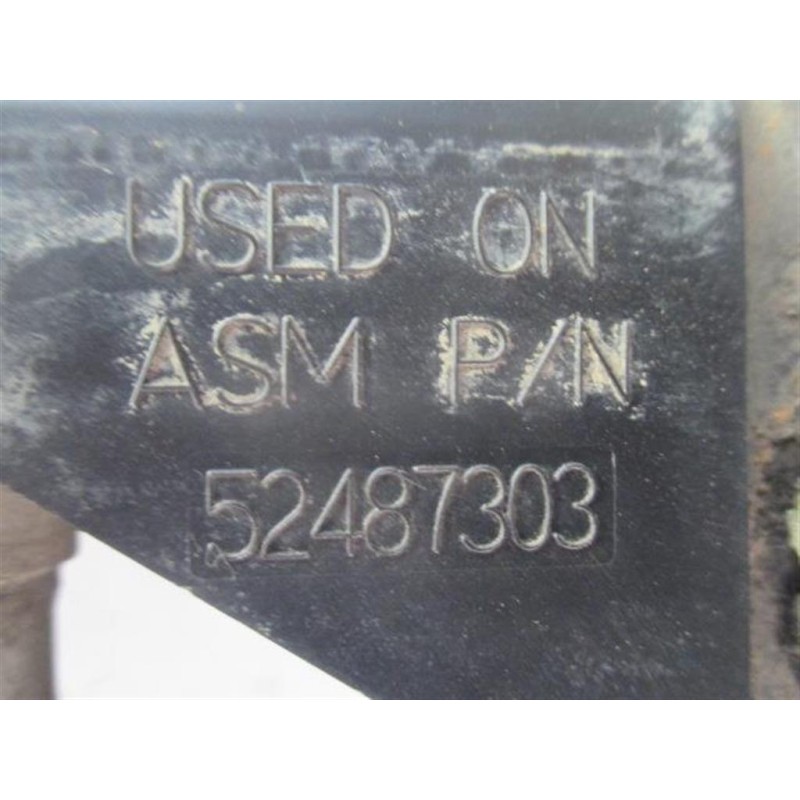 USED ON
ASM P/N
52487303